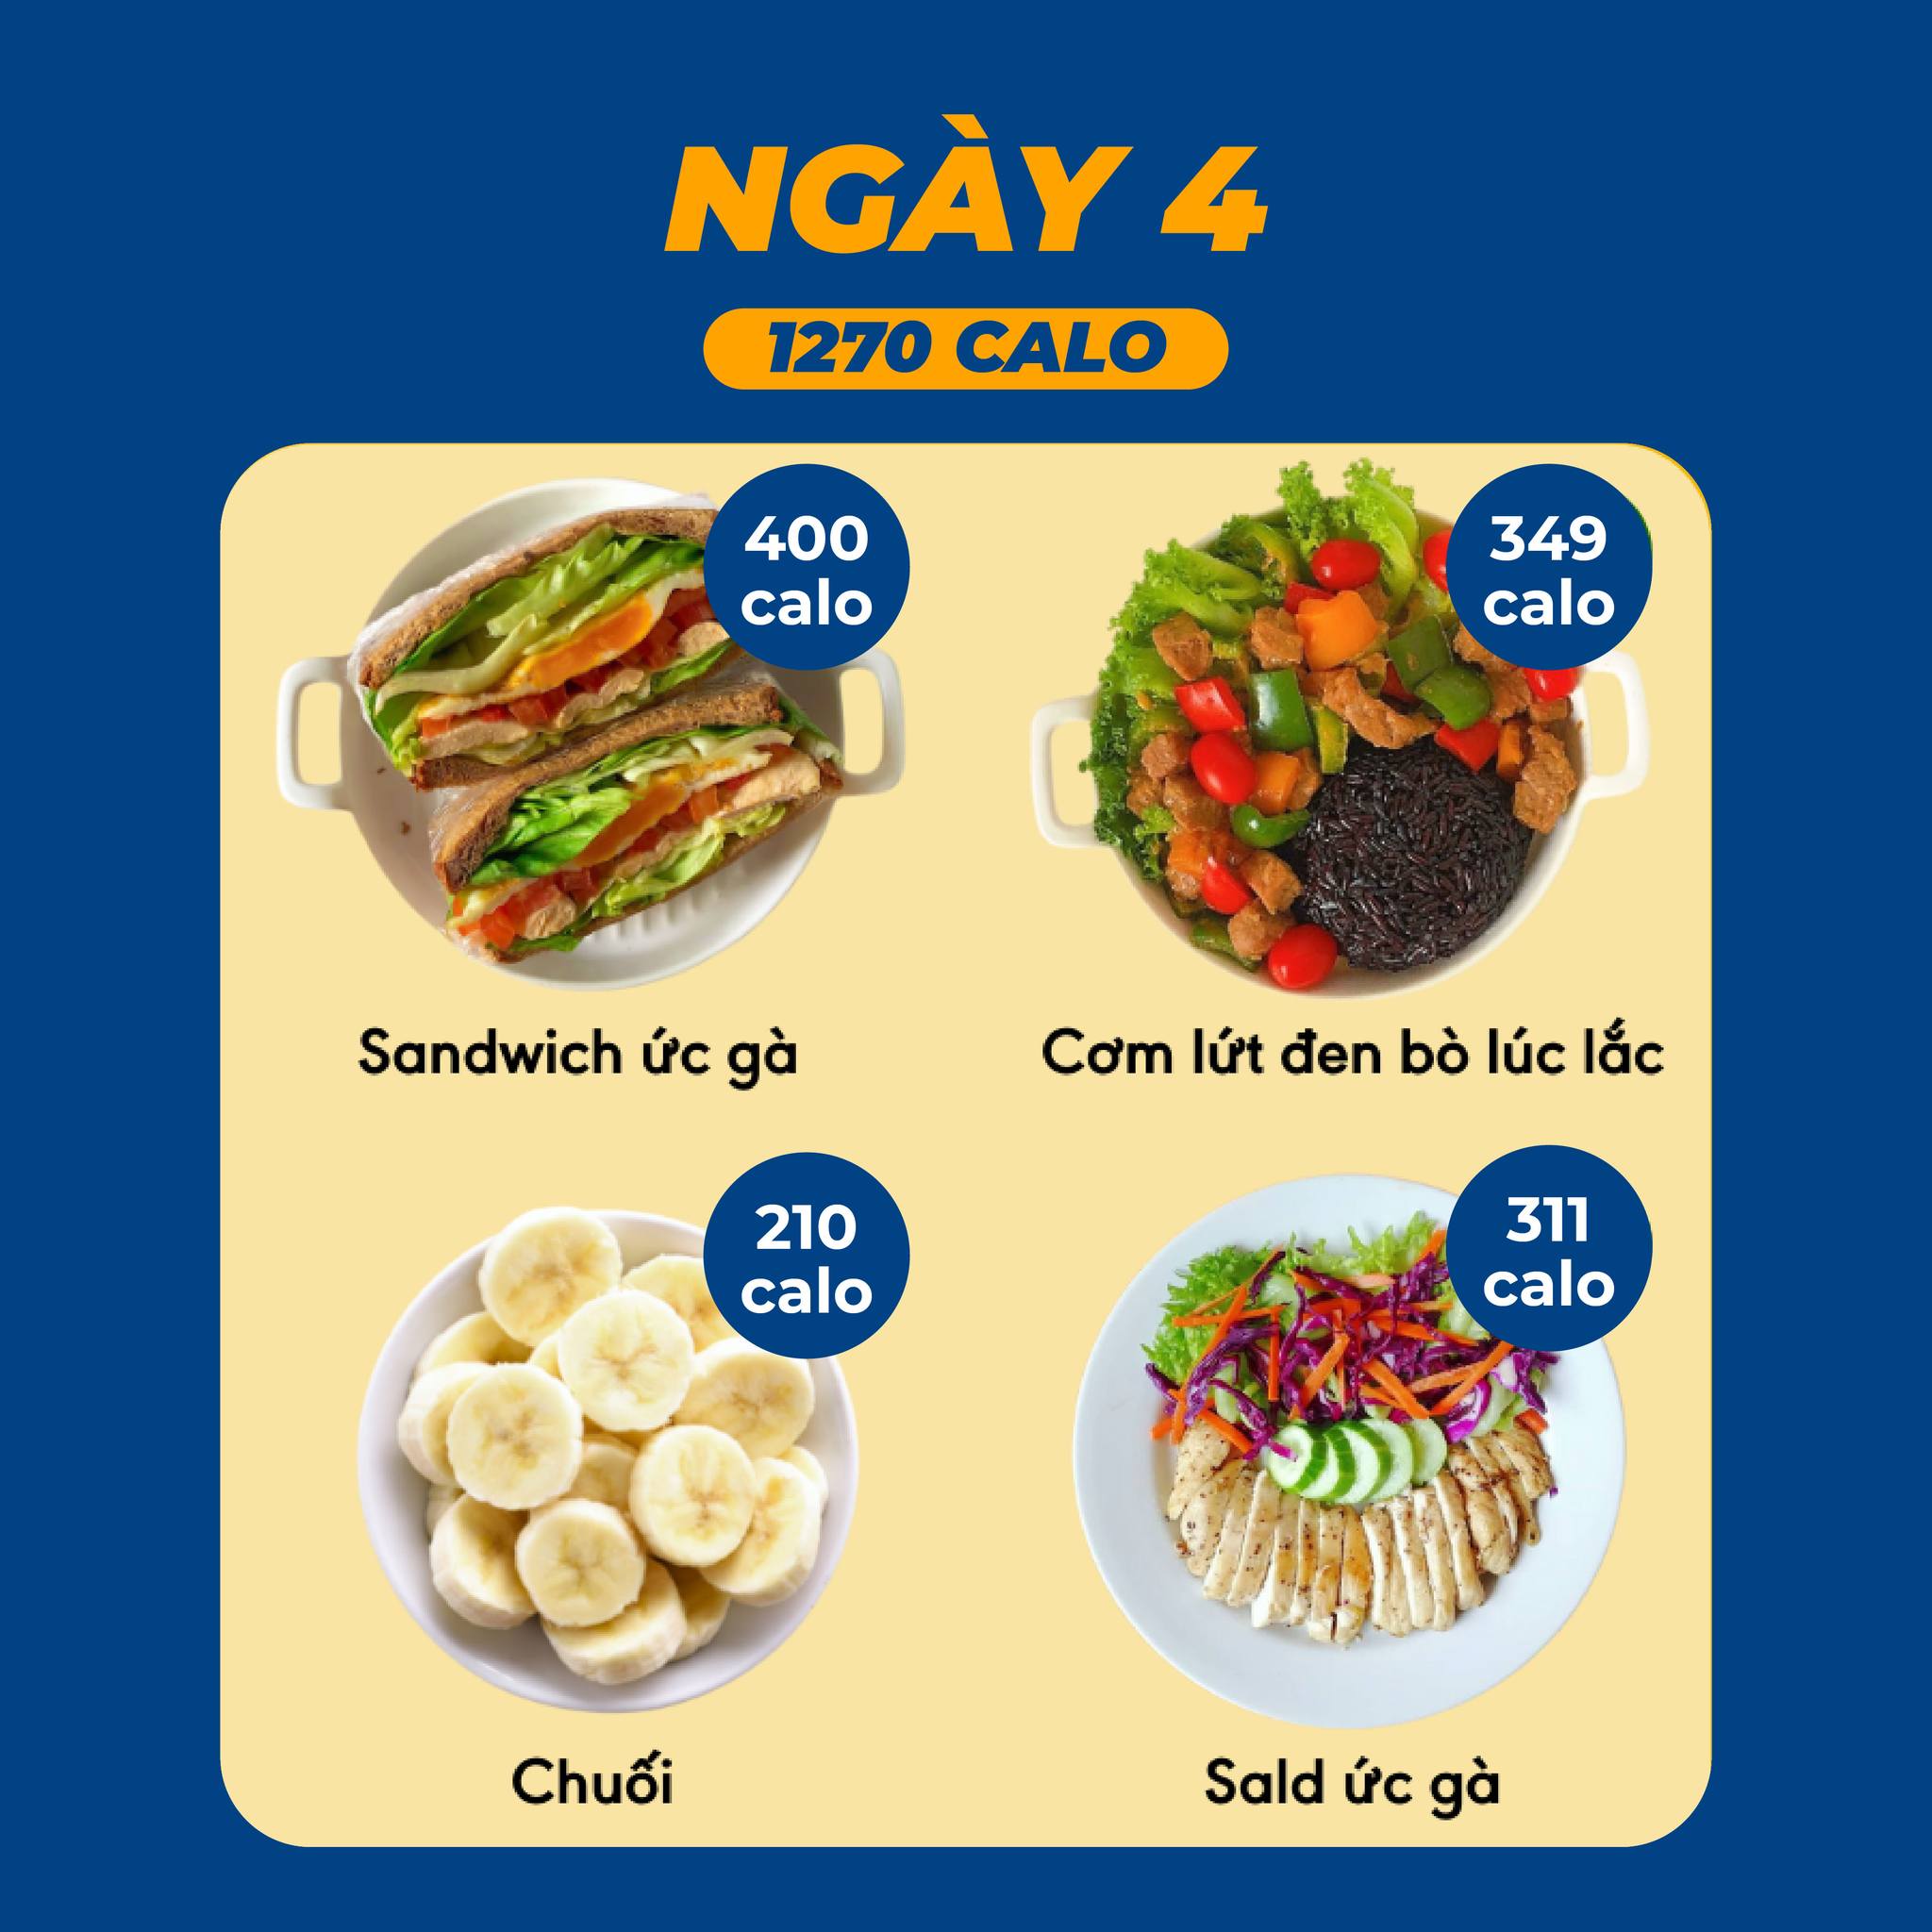 NGÀY 4
1270 CALO
400
calo
349
calo
Sandwich ức gà
Cơm lứt đen bò lúc lắc
210
calo
311
calo
Chuối
Sald ức gà